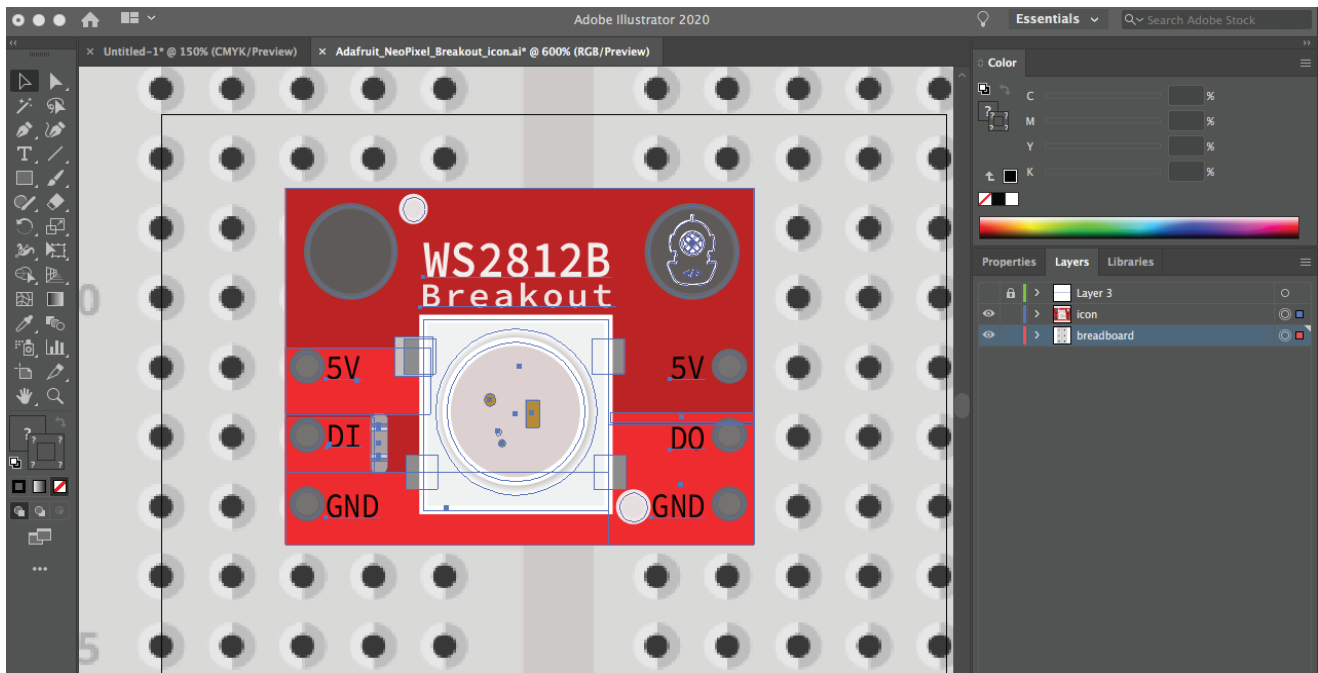 Adobe Illustrator 2020
Essentials
Search Adobe Stock
× Untitled-1* @ 150% (CMYK/Preview)
× Adafruit_NeoPixel_Breakout_icon.ai* @ 600% (RGB/Preview)
Color
C %
M %
Y %
K %
Properties Layers Libraries
Layer 3
icon
breadboard
WS2812B
Breakout
5V 5V
DI DO
GND GND
0
5